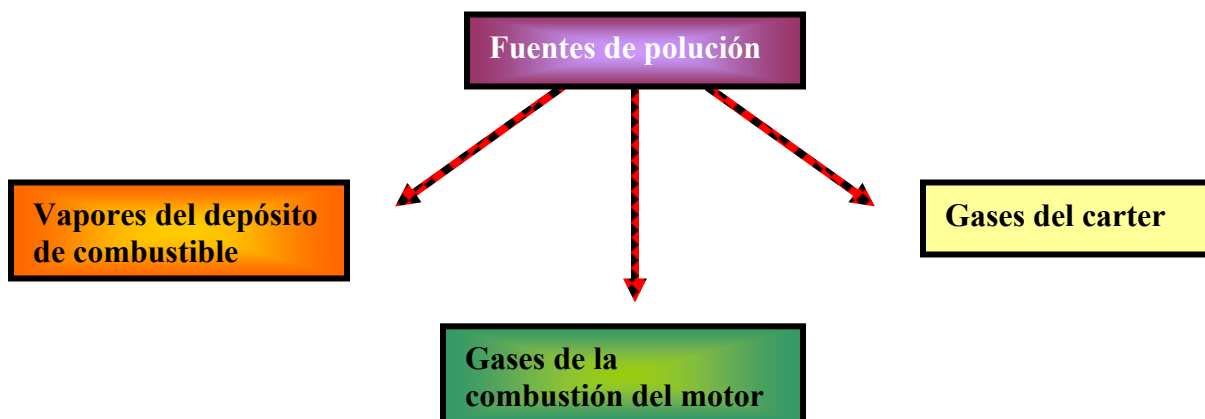 Fuentes de polución
Vapores del depósito
de combustible
Gases del carter
Gases de la
combustión del motor